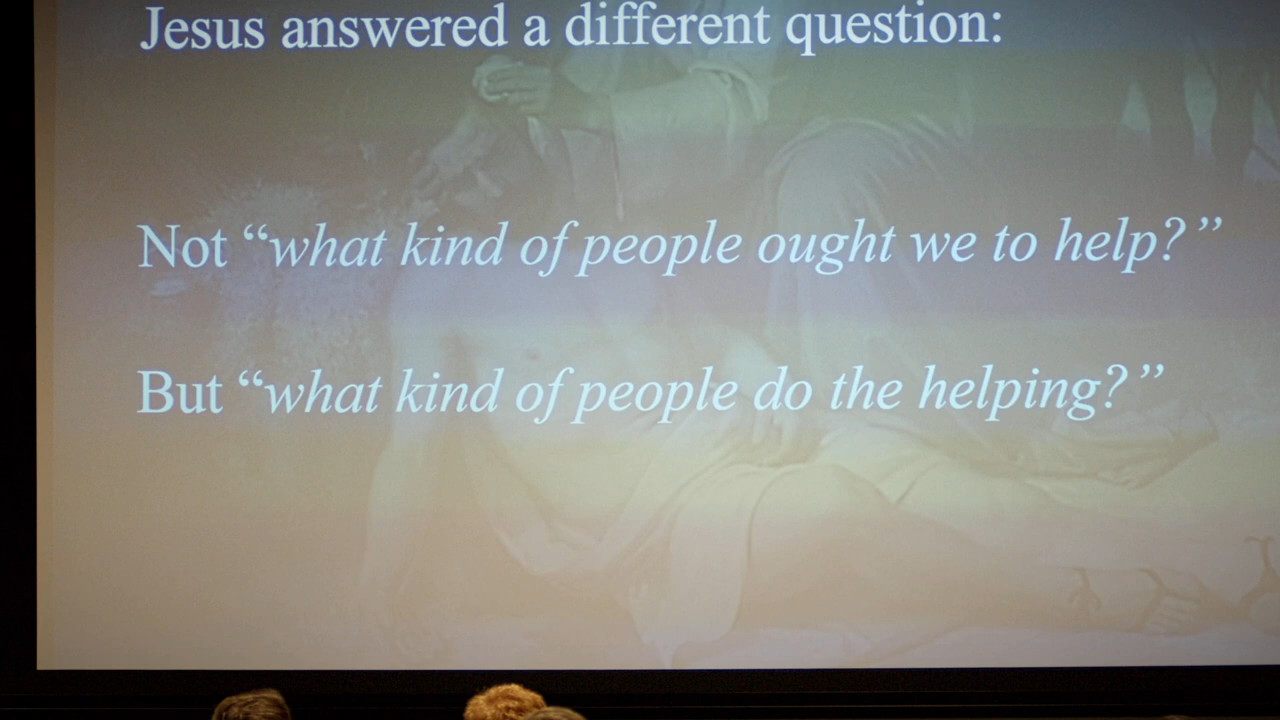 Jesus answered a different question:
Not “what kind of people ought we to help?”
But “what kind of people do the helping?”